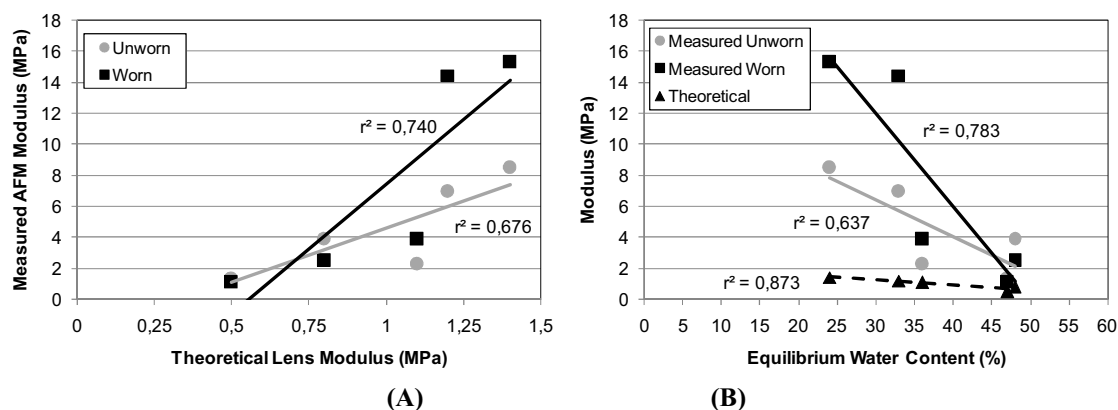 18
16
14
12
10
8
6
4
2
0
Measured AFM Modulus (MPa)
Unworn
Worn
r² = 0,740
r² = 0,676
0 0,25 0,5 0,75 1 1,25 1,5
Theoretical Lens Modulus (MPa)
(A)
18
16
14
12
10
8
6
4
2
0
Modulus (MPa)
Measured Unworn
Measured Worn
Theoretical
r² = 0,783
r² = 0,637
r² = 0,873
0 5 10 15 20 25 30 35 40 45 50 55 60
Equilibrium Water Content (%)
(B)